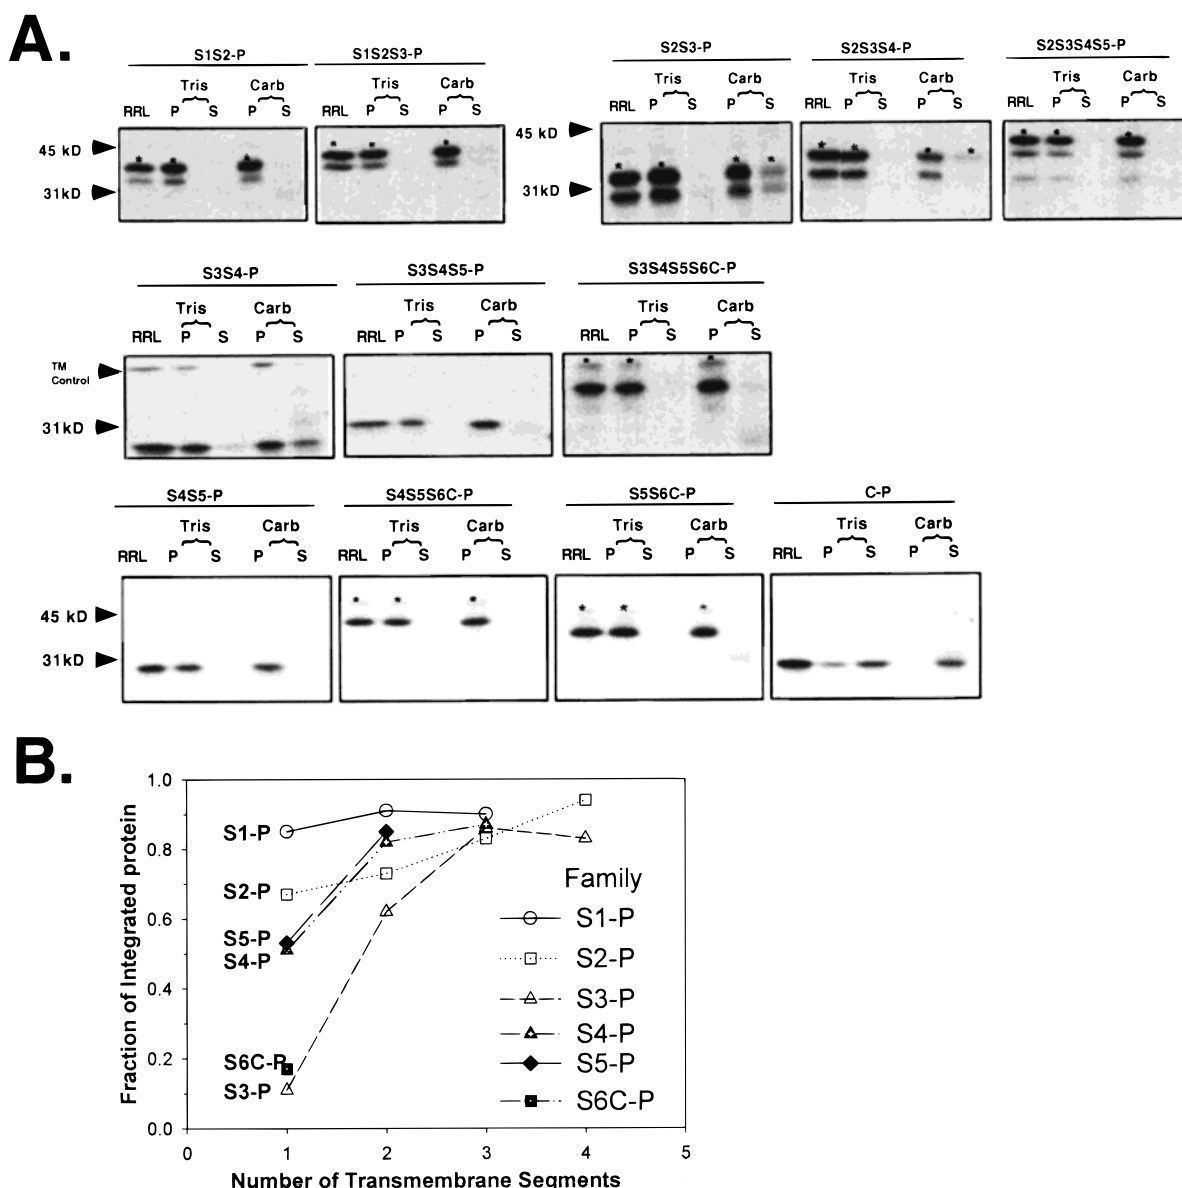 A.
S1S2-P S1S2S3-P S2S3-P S2S3S4-P S2S3S4S5-P
Tris Carb Tris Carb Tris Carb Tris Carb Tris Carb
RRL P S P S RRL P S P S RRL P S P S RRL P S P S RRL P S P S
45 kD 45 kD
31kD 31kD
* * * * * * * * * * * * * * * * *
S3S4-P S3S4S5-P S3S4S5S6C-P
Tris Carb Tris Carb Tris Carb
RRL P S P S RRL P S P S RRL P S P S
TM
Control
31kD
* * *
S4S5-P S4S5S6C-P S5S6C-P C-P
Tris Carb Tris Carb Tris Carb Tris Carb
RRL P S P S RRL P S P S RRL P S P S RRL P S P S
45 kD
31kD
* * * * * *
B.
Fraction of Integrated protein
1.0
0.8
0.6
0.4
0.2
0.0
S1-P
S2-P
S5-P
S4-P
S6C-P
S3-P
Family
S1-P
S2-P
S3-P
S4-P
S5-P
S6C-P
0 1 2 3 4 5
Number of Transmembrane Segments